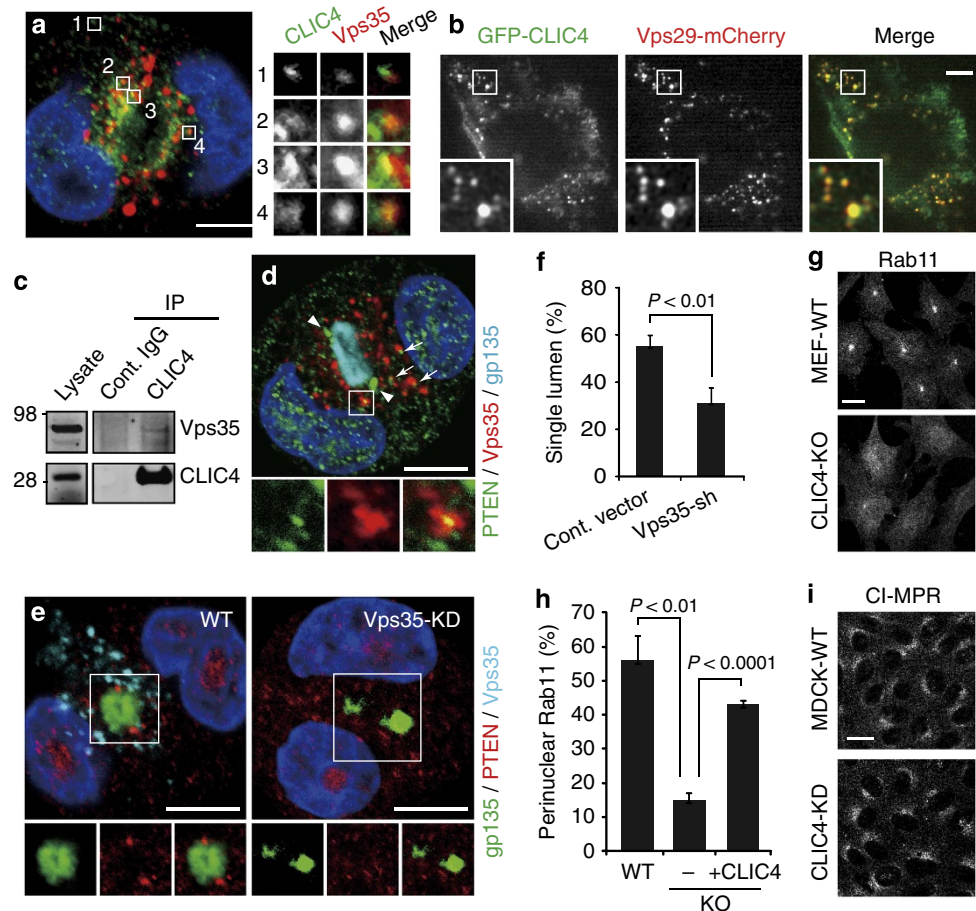 a
1
2
3
4
CLIC4
Vps35
Merge
1
2
3
4
b
GFP-CLIC4
Vps29-mCherry
Merge
c
IP
Lysate
Cont. IgG
CLIC4
98
Vps35
28
CLIC4
d
PTEN / Vps35 / gp135
e
WT
Vps35-KD
gp135 / PTEN / Vps35
f
Single lumen (%)
80
60
40
20
0
P < 0.01
Cont. vector
Vps35-sh
g
Rab11
MEF-WT
CLIC4-KO
h
Perinuclear Rab11 (%)
70
60
50
40
30
20
10
0
P < 0.01
P < 0.0001
WT
–
+CLIC4
KO
i
CI-MPR
MDCK-WT
CLIC4-KD